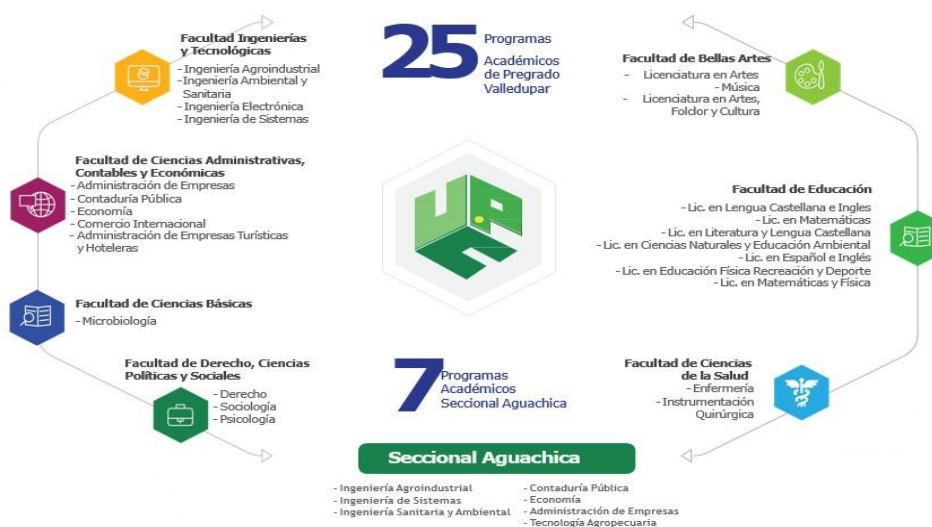 Facultad Ingenierías
y Tecnológicas
- Ingeniería Agroindustrial
- Ingeniería Ambiental y
Sanitaria
- Ingeniería Electrónica
- Ingeniería de Sistemas
25 Programas
Académicos
de Pregrado
Valledupar
Facultad de Bellas Artes
- Licenciatura en Artes
- Música
- Licenciatura en Artes,
Folclor y Cultura
Facultad de Ciencias Administrativas,
Contables y Económicas
- Administración de Empresas
- Contaduría Pública
- Economía
- Comercio Internacional
- Administración de Empresas Turísticas
y Hoteleras
UPC
Facultad de Educación
- Lic. en Lengua Castellana e Ingles
- Lic. en Matemáticas
- Lic. en Literatura y Lengua Castellana
- Lic. en Ciencias Naturales y Educación Ambiental
- Lic. en Español e Inglés
- Lic. en Educación Física Recreación y Deporte
- Lic. en Matemáticas y Física
Facultad de Ciencias Básicas
- Microbiología
Facultad de Derecho, Ciencias
Políticas y Sociales
- Derecho
- Sociología
- Psicología
7 Programas
Académicos
Seccional Aguachica
Facultad de Ciencias
de la Salud
- Enfermería
- Instrumentación
Quirúrgica
Seccional Aguachica
- Ingeniería Agroindustrial
- Ingeniería de Sistemas
- Ingeniería Sanitaria y Ambiental
- Contaduría Pública
- Economía
- Administración de Empresas
- Tecnología Agropecuaria